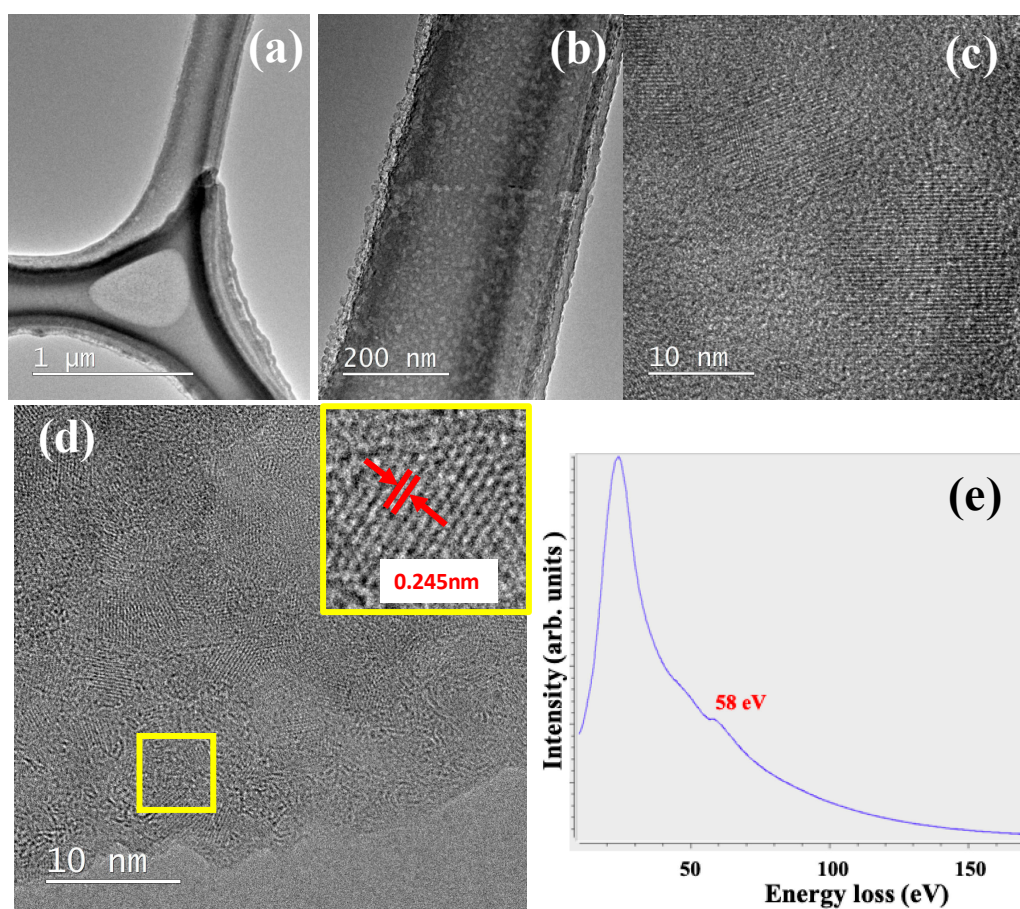 (a)
(b)
(c)
1 μm
200 nm
10 nm
(d)
0.245nm
10 nm
(e)
58 eV
Intensity (arb. units )
50
100
150
Energy loss (eV)